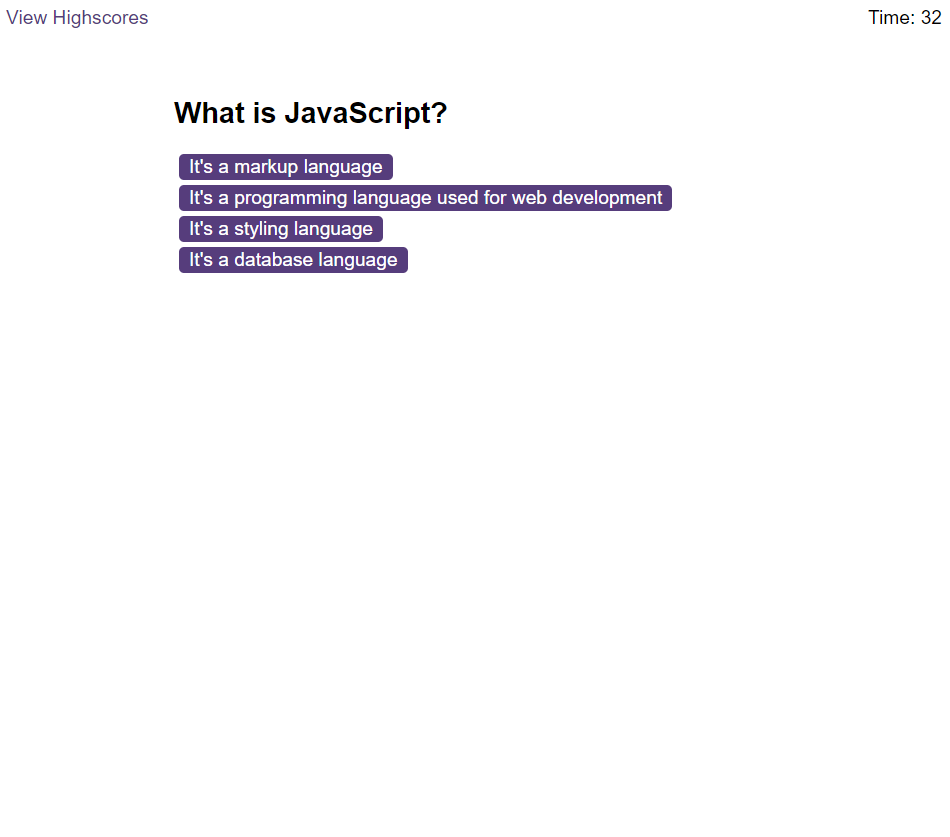 View Highscores
Time: 32
What is JavaScript?
It's a markup language
It's a programming language used for web development
It's a styling language
It's a database language